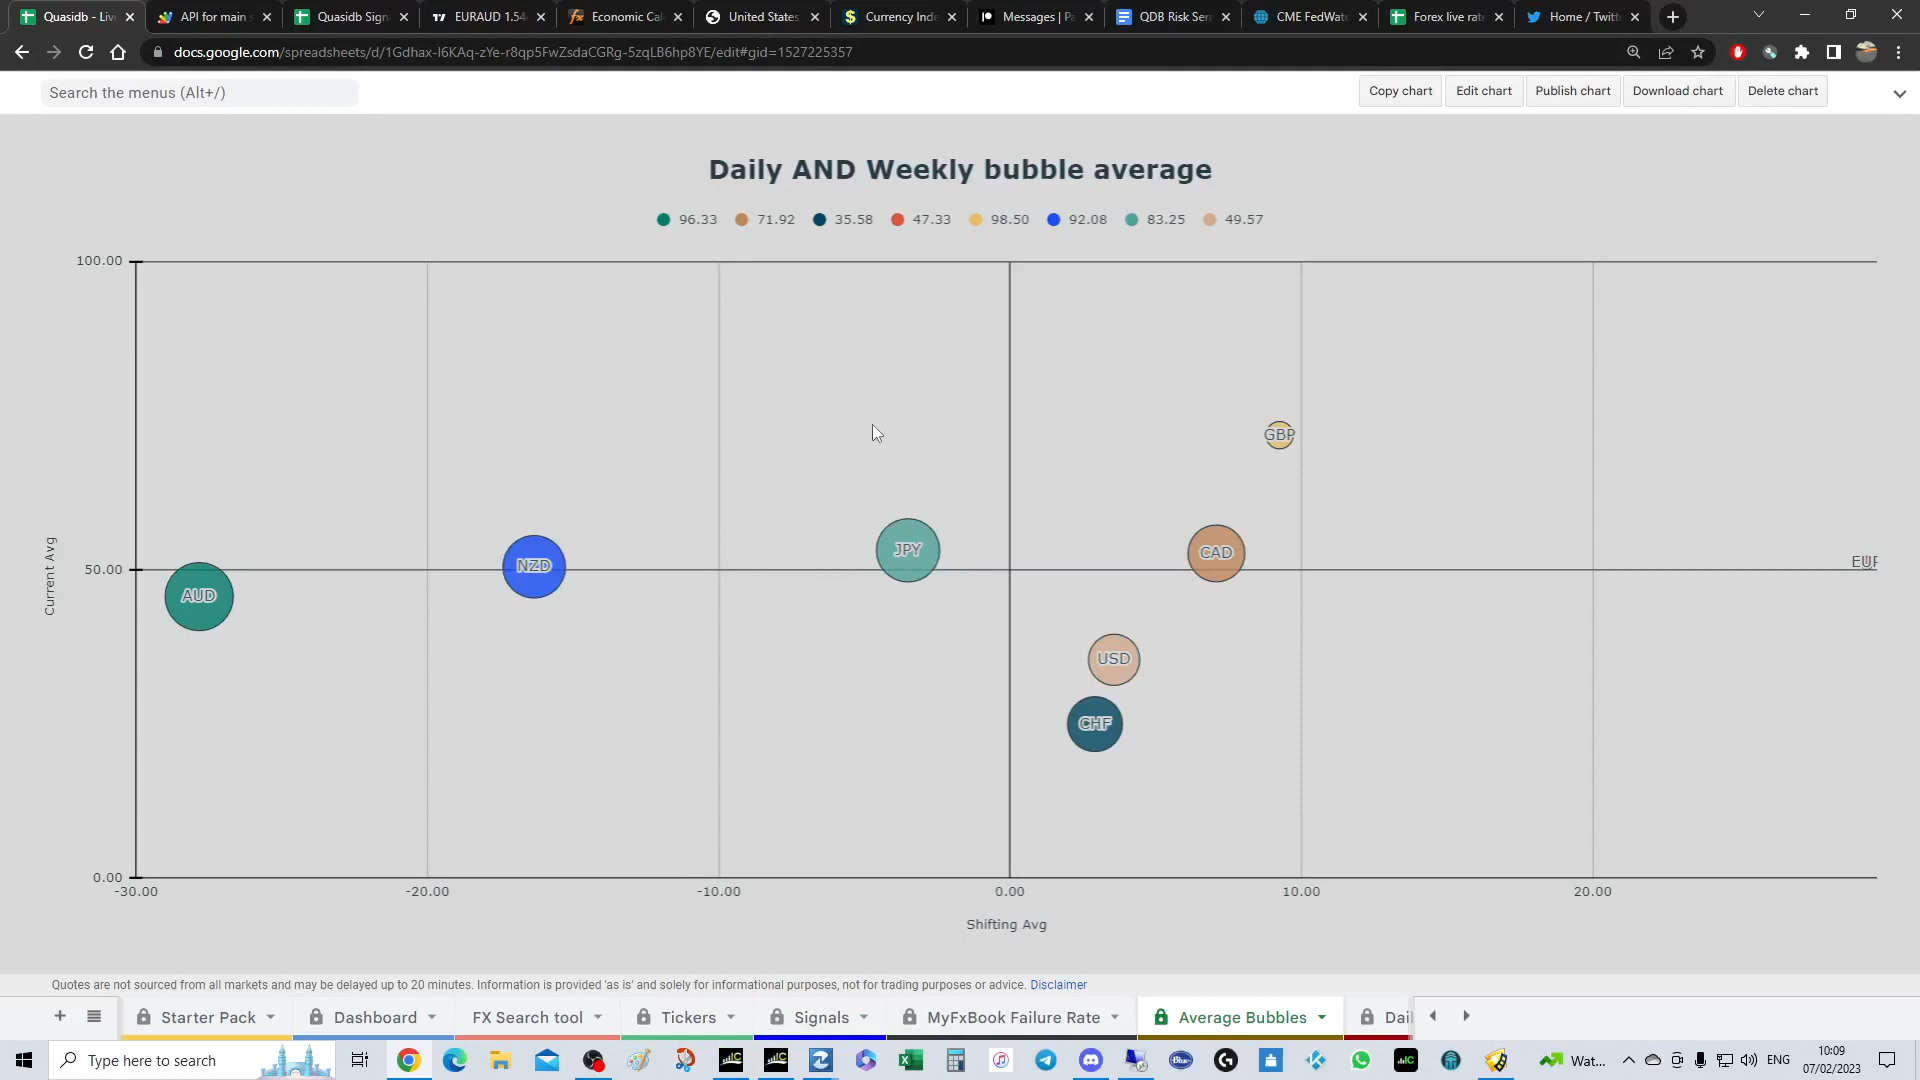 Quasidb - Live
API for main s
Quasidb Sign
EURAUD 1.54
Economic Cal
United States
Currency Inde
Messages | Pa
QDB Risk Ser
CME FedWatc
Forex live rate
Home / Twitt
docs.google.com/spreadsheets/d/1Gdhax-l6KAq-zYe-r8qp5FwZsdaCGRg-5zqLB6hp8YE/edit#gid=1527225357
Search the menus (Alt+/)
Copy chart
Edit chart
Publish chart
Download chart
Delete chart
Daily AND Weekly bubble average
96.33 71.92 35.58 47.33 98.50 92.08 83.25 49.57
100.00
GBP
JPY
CAD
EUR
50.00
NZD
AUD
Current Avg
USD
CHF
0.00
-30.00 -20.00 -10.00 0.00 10.00 20.00
Shifting Avg
Quotes are not sourced from all markets and may be delayed up to 20 minutes. Information is provided 'as is' and solely for informational purposes, not for trading purposes or advice. Disclaimer
Starter Pack
Dashboard
FX Search tool
Tickers
Signals
MyFxBook Failure Rate
Average Bubbles
Dail
Type here to search
Wat...
ENG
10:09
07/02/2023